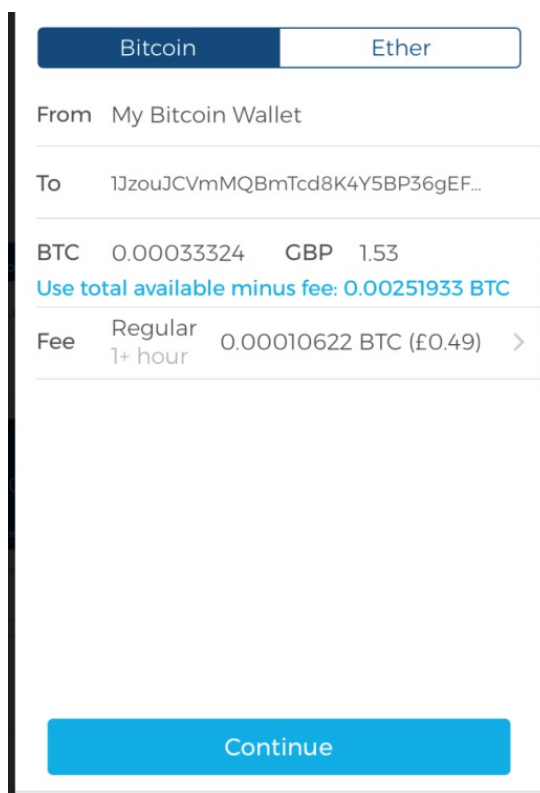 Bitcoin Ether
From My Bitcoin Wallet
To 1JzouJCVmMQBmTcd8K4Y5BP36gEF...
BTC 0.00033324 GBP 1.53
Use total available minus fee: 0.00251933 BTC
Fee Regular 0.00010622 BTC (£0.49) >
1+ hour
Continue